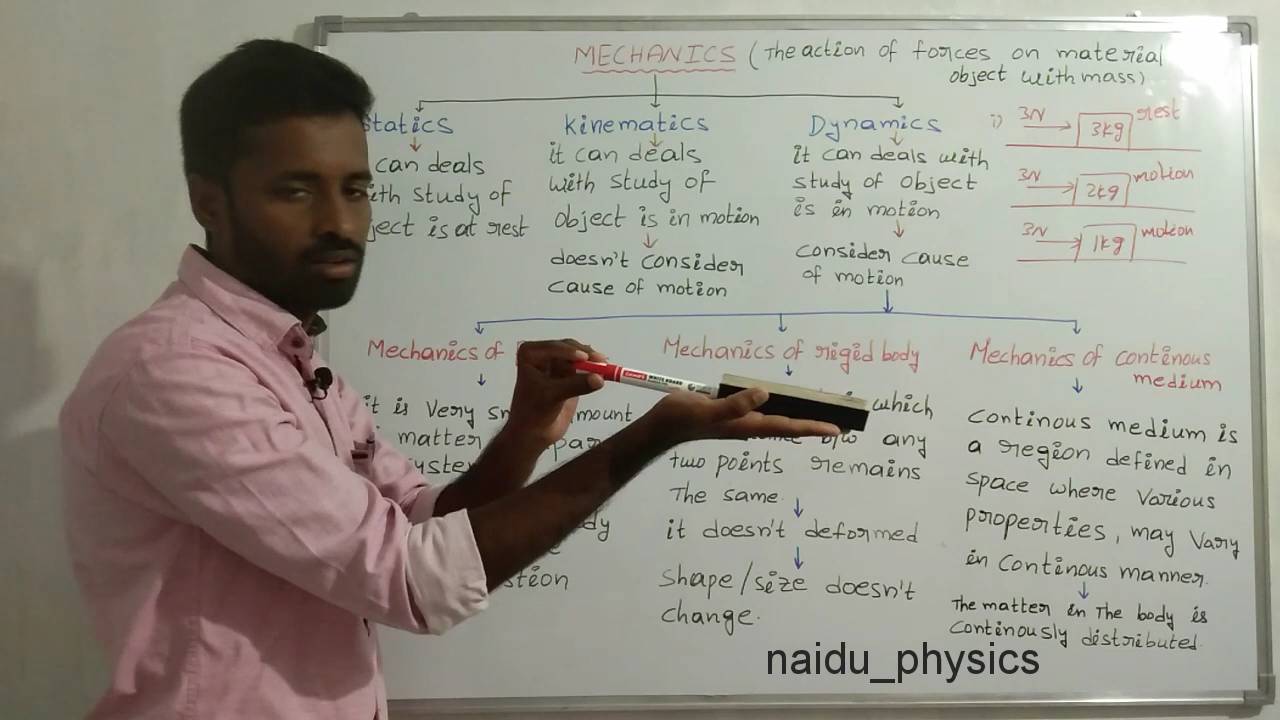 MECHANICS (The action of forces on material
object with mass)
Statics
can deals
with study of
object is at rest
Kinematics
it can deals
with study of
object is in motion
doesn't consider
cause of motion
Dynamics
it can deals with
study of object
is in motion
consider cause
of motion
i)
3N 3kg rest
3N 2kg motion
3N 1kg motion
Mechanics of
it is very
matter
Mechanics of rigid body
which
b/w any
two points remains
The same
it doesn't deformed
shape/size doesn't
change.
Mechanics of continous
medium
continous medium is
a region defined in
space where various
properties, may vary
in continous manner.
The matter in The body is
continously distributed.
WHITE BOARD
naidu_physics